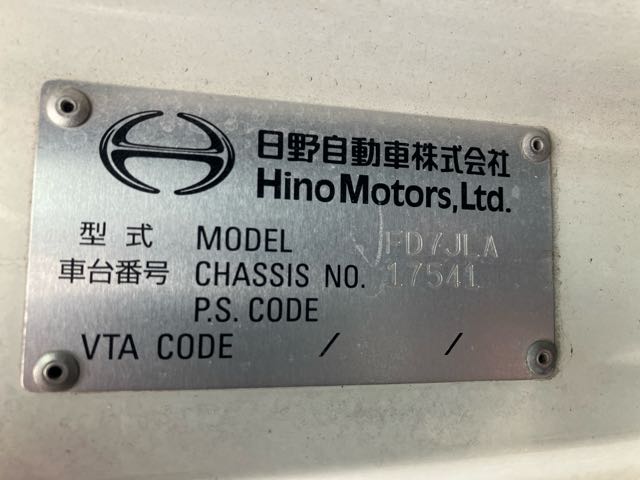 日野自動車株式会社
Hino Motors, Ltd.
型式 MODEL FD7JLA
車台番号 CHASSIS NO. 17541
P.S. CODE
VTA CODE / /